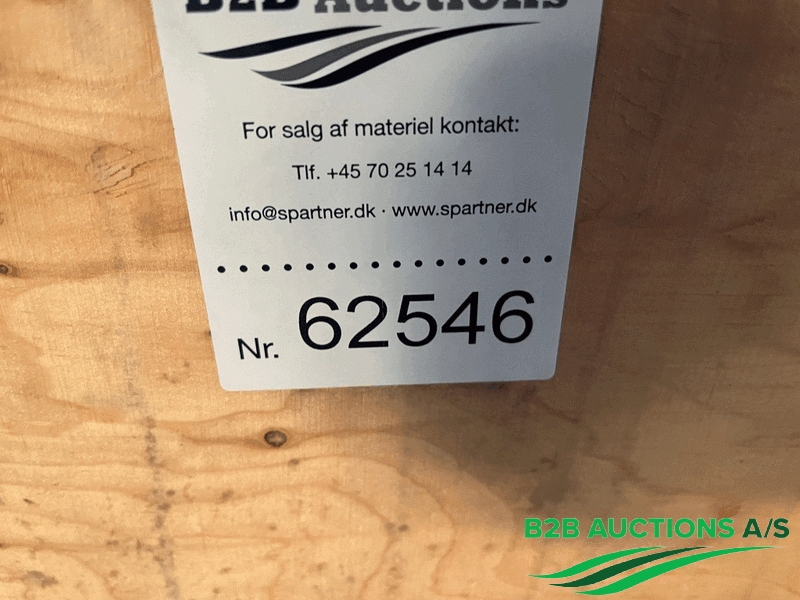 B2B Auctions
For salg af materiel kontakt:
Tlf. +45 70 25 14 14
info@spartner.dk · www.spartner.dk
Nr. 62546
B2B AUCTIONS A/S